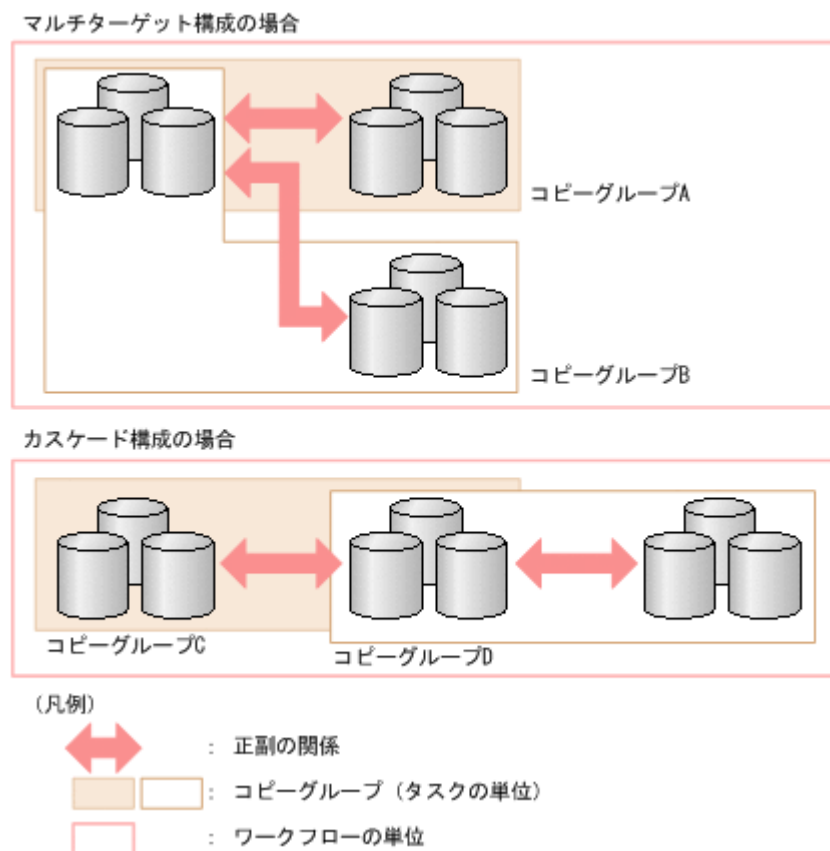 マルチターゲット構成の場合
コピーグループA
コピーグループB
カスケード構成の場合
コピーグループC
コピーグループD
（凡例）
： 正副の関係
： コピーグループ（タスクの単位）
： ワークフローの単位